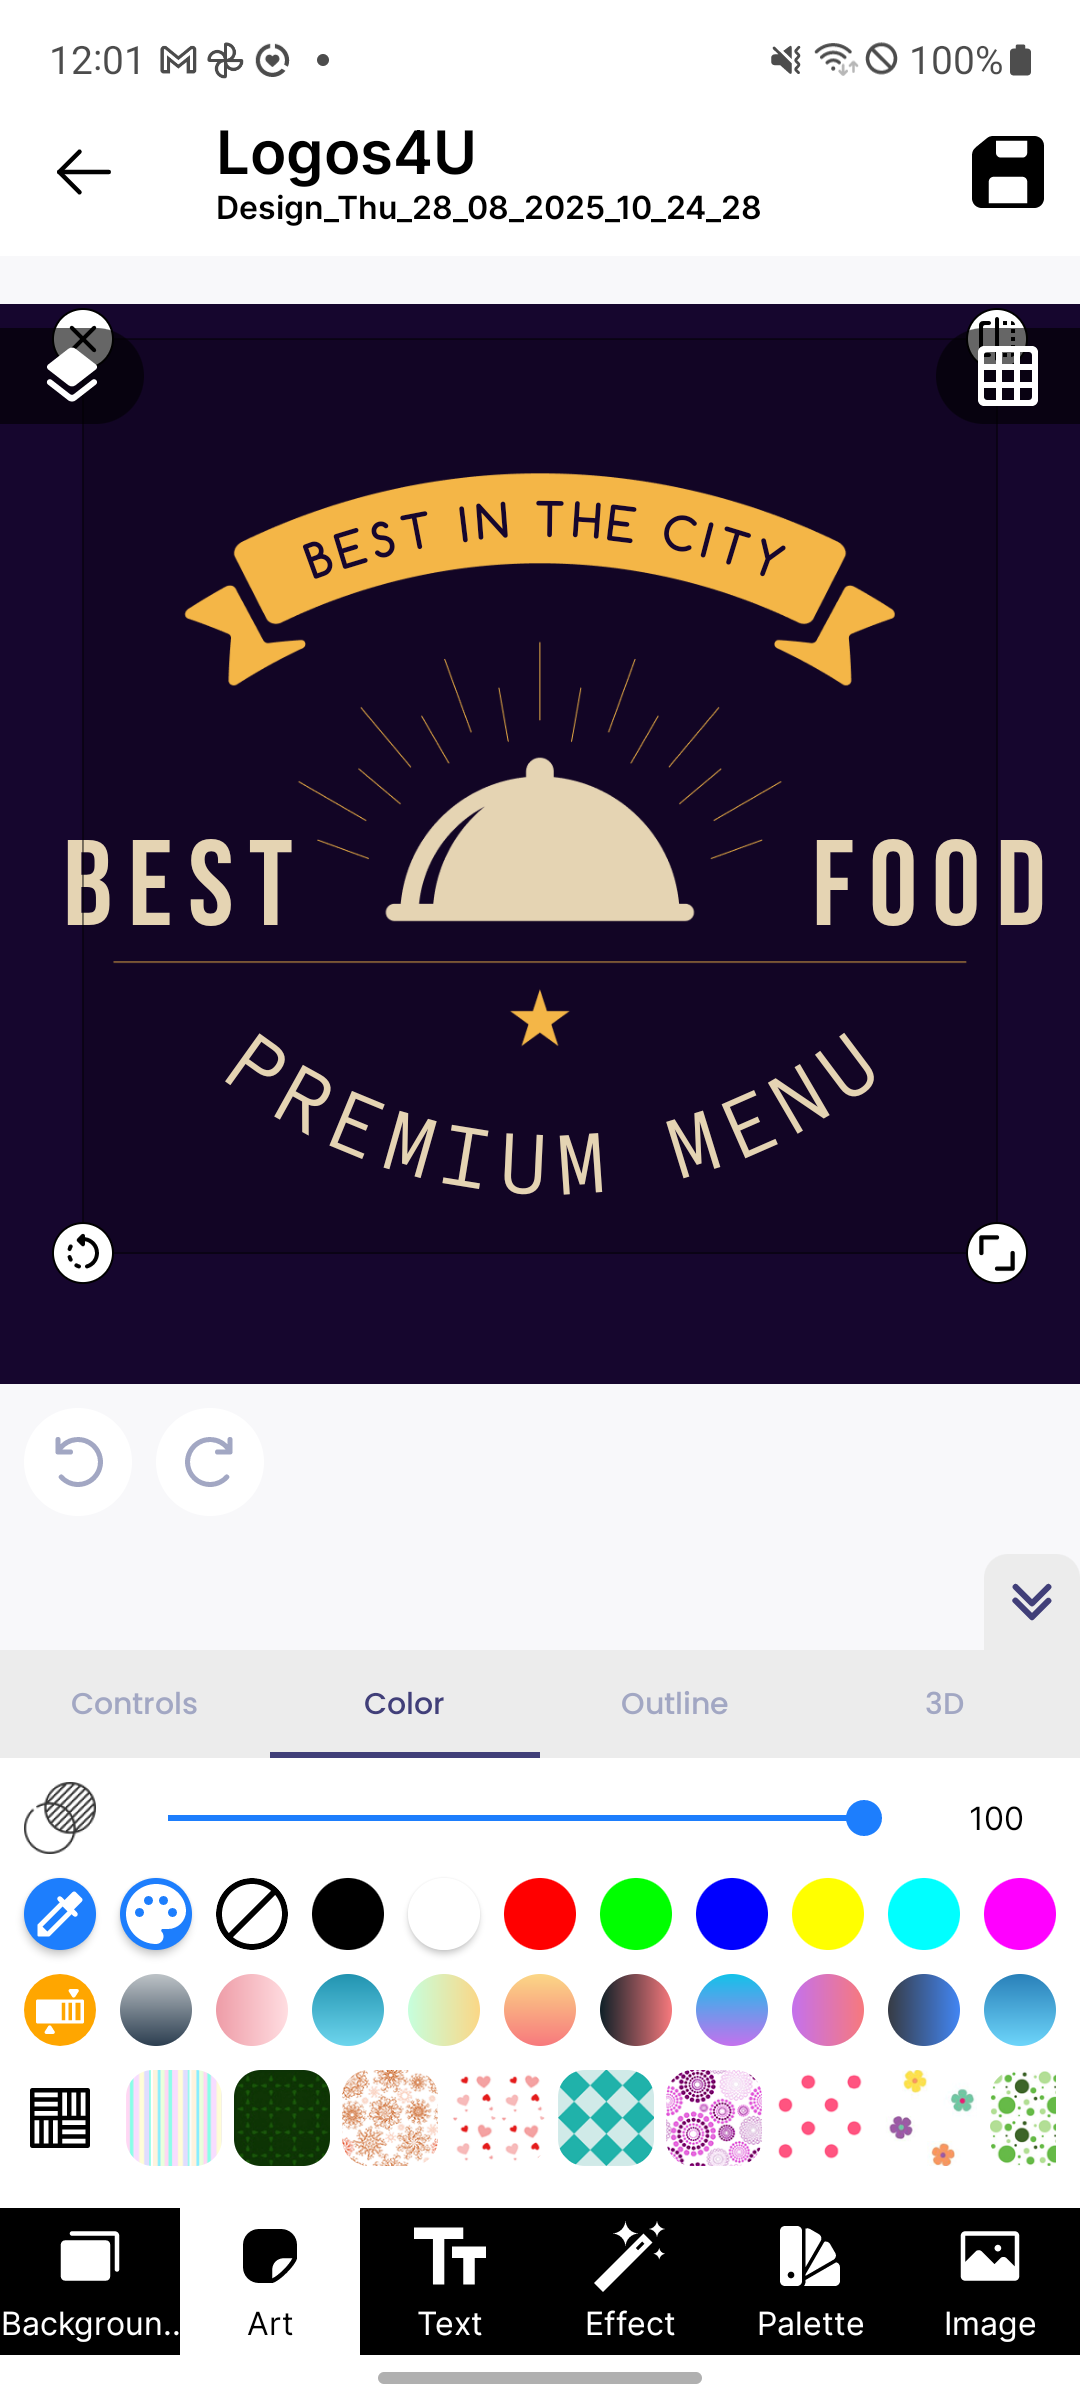 12:01
100%
Logos4U
Design_Thu_28_08_2025_10_24_28
BEST IN THE CITY
BEST FOOD
PREMIUM MENU
Controls Color Outline 3D
100
Backgroun.. Art Text Effect Palette Image